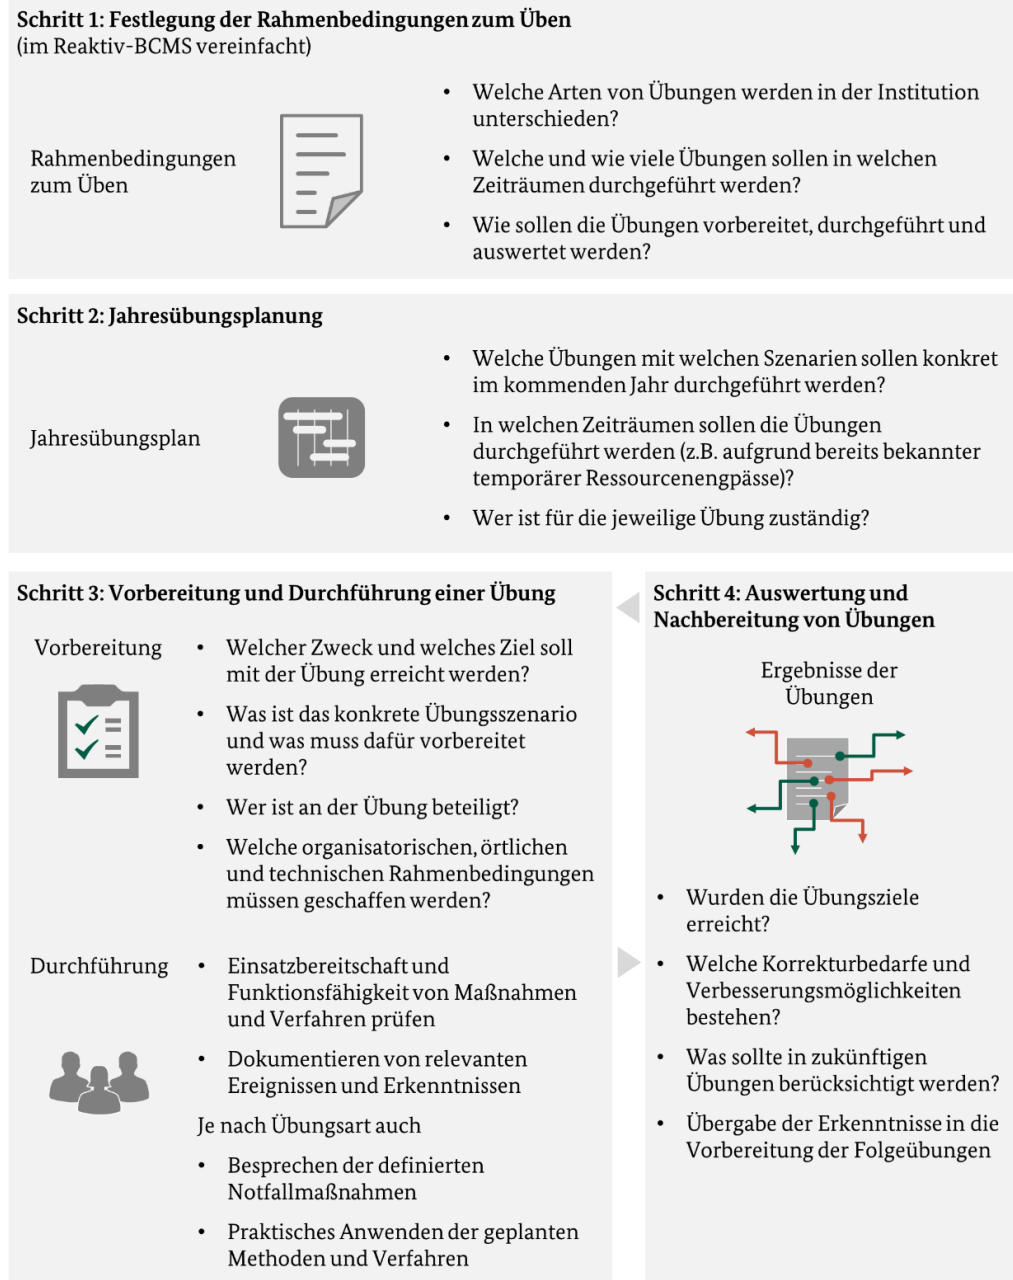 Schritt 1: Festlegung der Rahmenbedingungen zum Üben
(im Reaktiv-BCMS vereinfacht)
Rahmenbedingungen
zum Üben
• Welche Arten von Übungen werden in der Institution
unterschieden?
• Welche und wie viele Übungen sollen in welchen
Zeiträumen durchgeführt werden?
• Wie sollen die Übungen vorbereitet, durchgeführt und
auswertet werden?
Schritt 2: Jahresübungsplanung
Jahresübungsplan
• Welche Übungen mit welchen Szenarien sollen konkret
im kommenden Jahr durchgeführt werden?
• In welchen Zeiträumen sollen die Übungen
durchgeführt werden (z.B. aufgrund bereits bekannter
temporärer Ressourcenengpässe)?
• Wer ist für die jeweilige Übung zuständig?
Schritt 3: Vorbereitung und Durchführung einer Übung
Vorbereitung
• Welcher Zweck und welches Ziel soll
mit der Übung erreicht werden?
• Was ist das konkrete Übungsszenario
und was muss dafür vorbereitet
werden?
• Wer ist an der Übung beteiligt?
• Welche organisatorischen, örtlichen
und technischen Rahmenbedingungen
müssen geschaffen werden?
Durchführung
• Einsatzbereitschaft und
Funktionsfähigkeit von Maßnahmen
und Verfahren prüfen
• Dokumentieren von relevanten
Ereignissen und Erkenntnissen
Je nach Übungsart auch
• Besprechen der definierten
Notfallmaßnahmen
• Praktisches Anwenden der geplanten
Methoden und Verfahren
Schritt 4: Auswertung und
Nachbereitung von Übungen
Ergebnisse der
Übungen
• Wurden die Übungsziele
erreicht?
• Welche Korrekturbedarfe und
Verbesserungsmöglichkeiten
bestehen?
• Was sollte in zukünftigen
Übungen berücksichtigt werden?
• Übergabe der Erkenntnisse in die
Vorbereitung der Folgeübungen